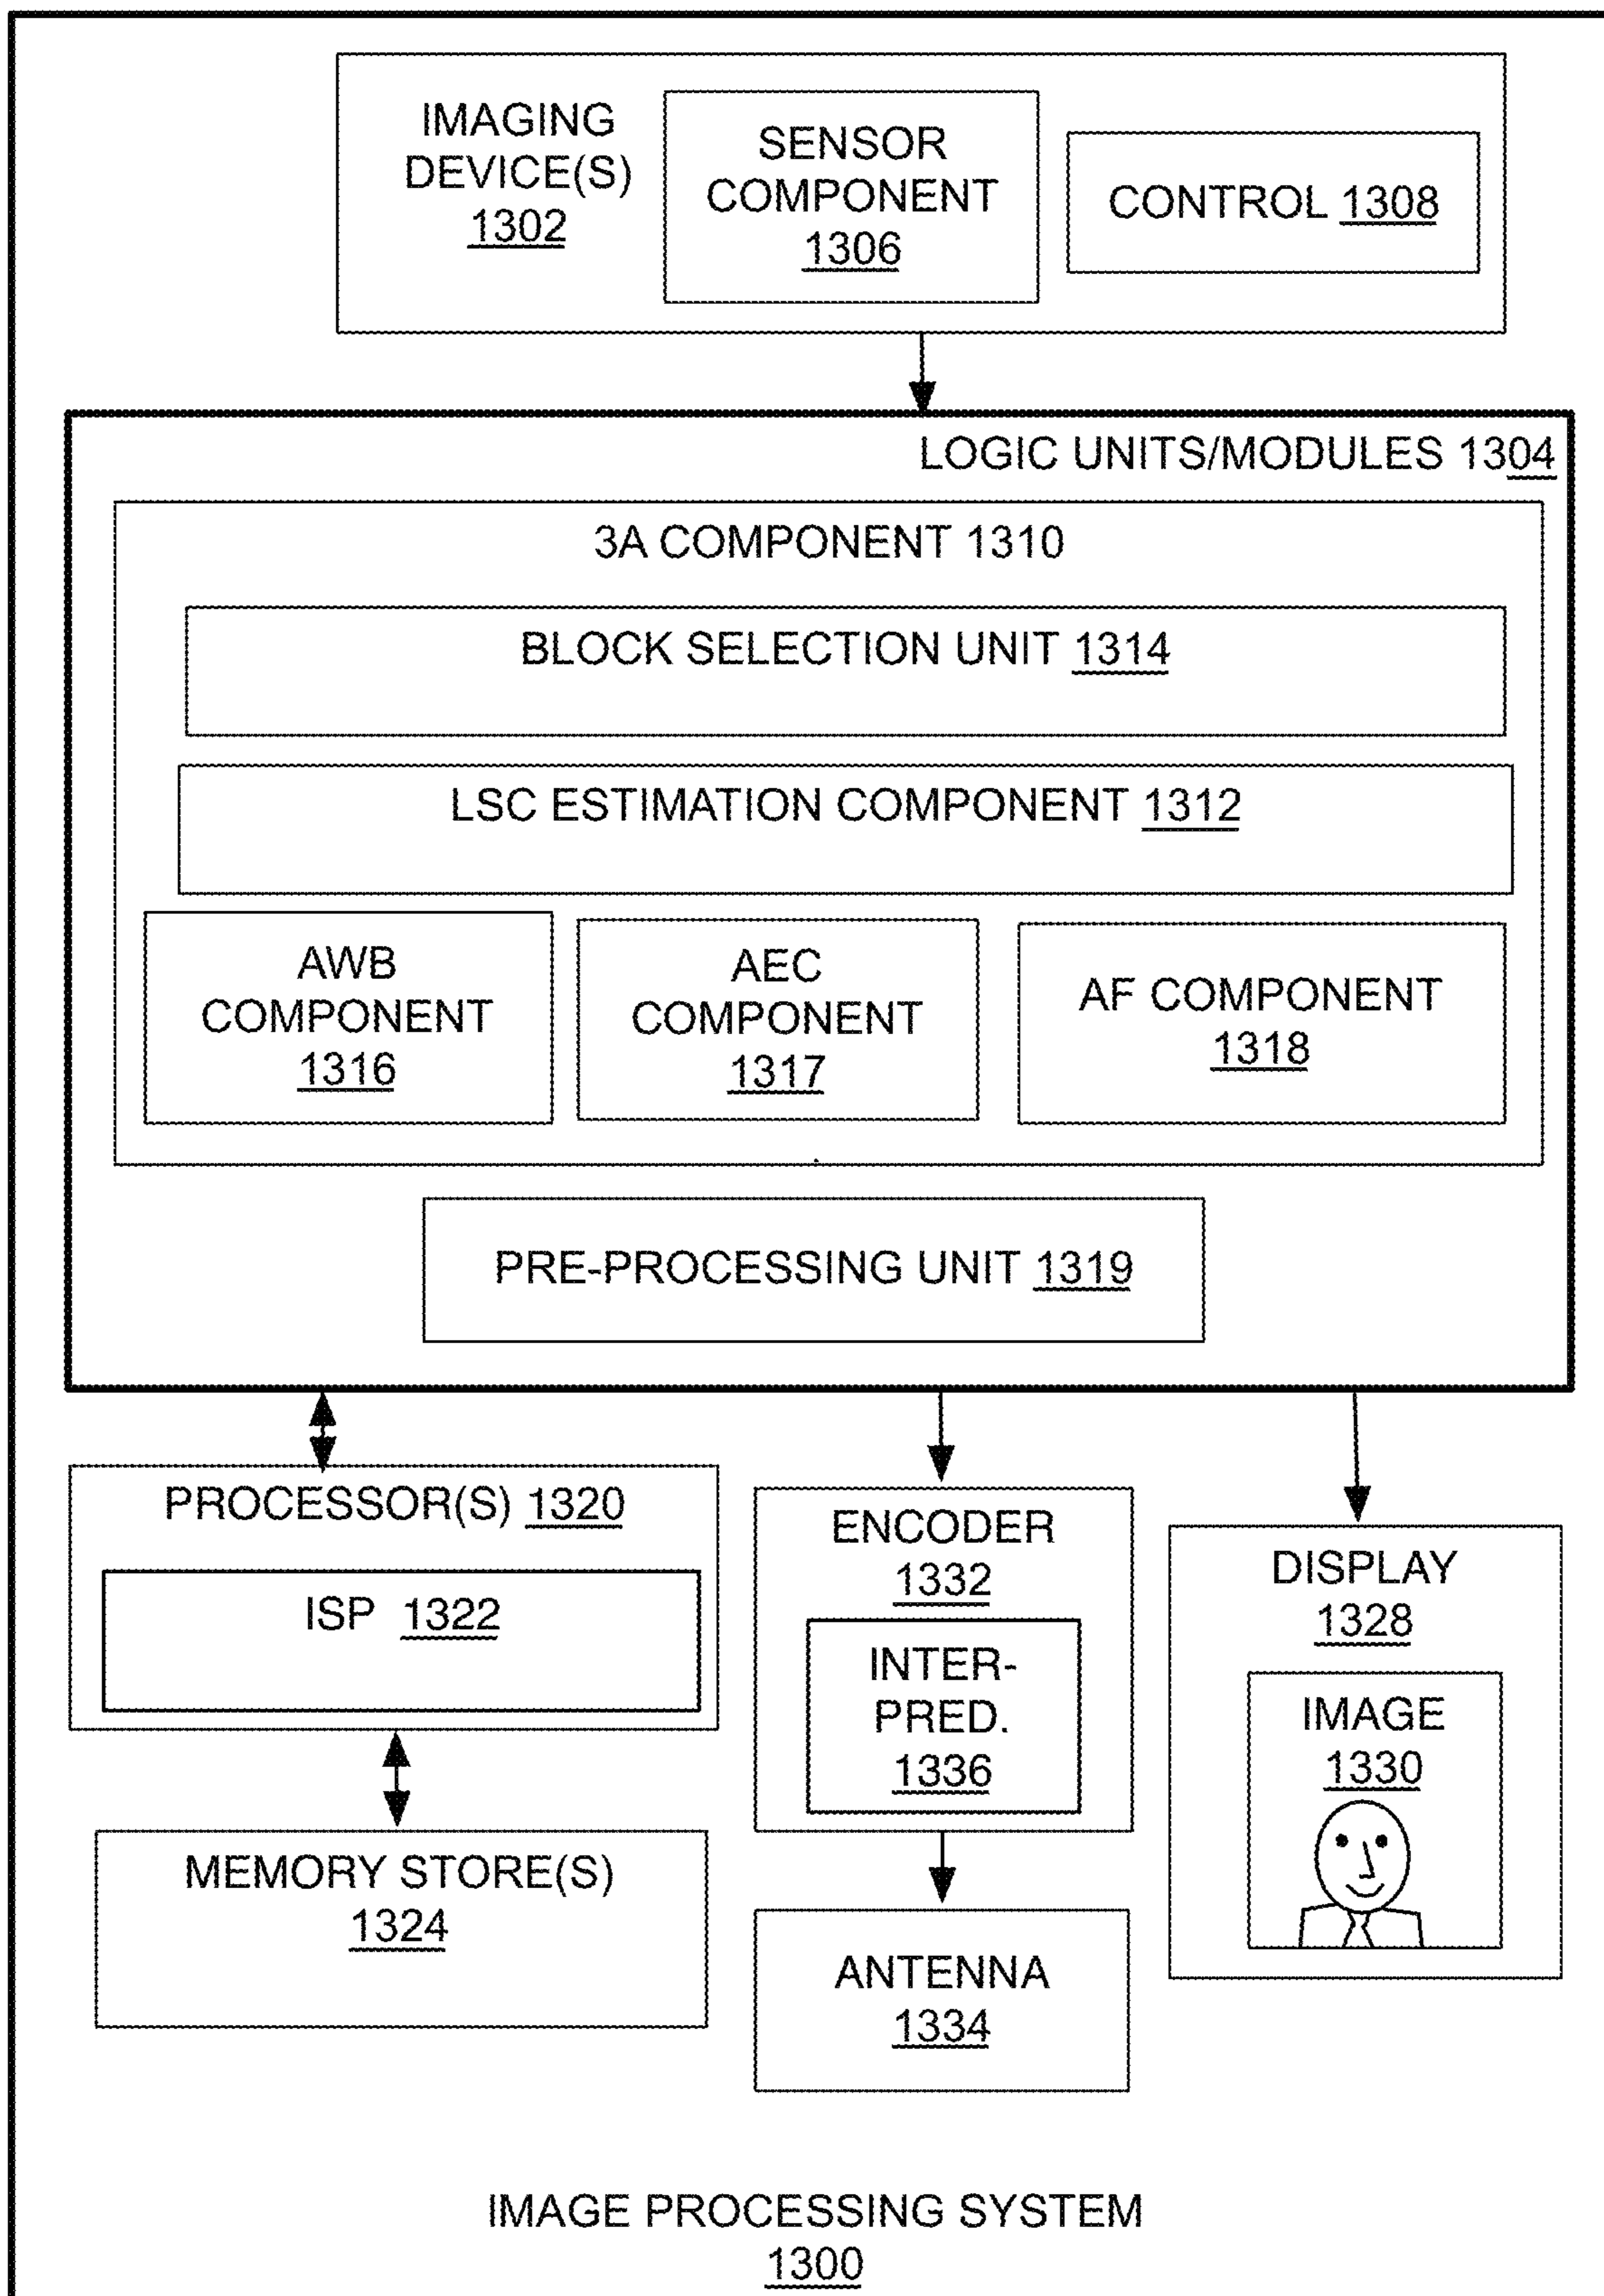 IMAGING
DEVICE(S)
1302
SENSOR
COMPONENT
1306
CONTROL 1308
LOGIC UNITS/MODULES 1304
3A COMPONENT 1310
BLOCK SELECTION UNIT 1314
LSC ESTIMATION COMPONENT 1312
AWB
COMPONENT
1316
AEC
COMPONENT
1317
AF COMPONENT
1318
PRE-PROCESSING UNIT 1319
PROCESSOR(S) 1320
ISP 1322
MEMORY STORE(S)
1324
ENCODER
1332
INTER-
PRED.
1336
ANTENNA
1334
DISPLAY
1328
IMAGE
1330
IMAGE PROCESSING SYSTEM
1300